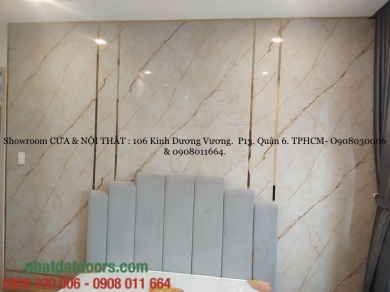 Showroom CỬA & NỘI THẤT : 106 Kinh Dương Vương. P13. Quận 6. TPHCM- O908030006
& 0908011664.
phatdatdoors.com
0908 030 006 - 0908 011 664